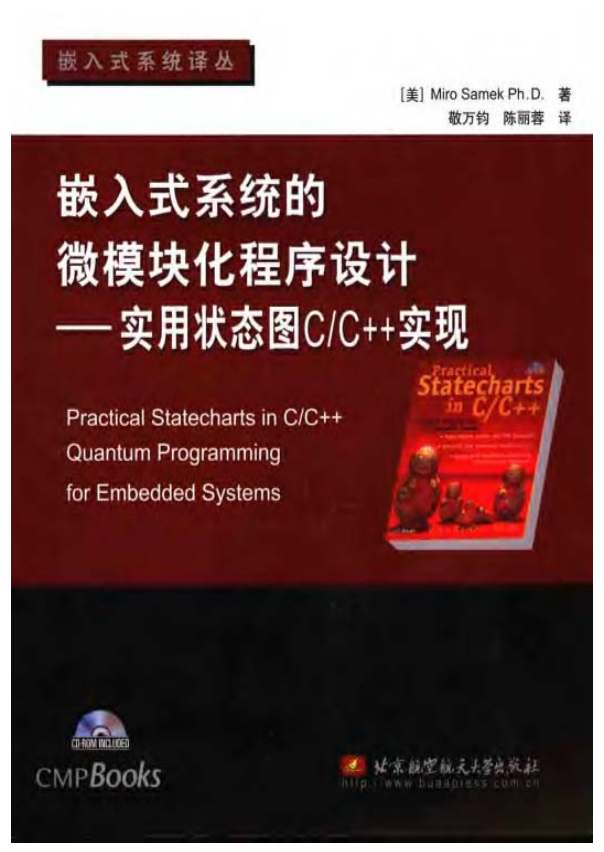 嵌入式系统译丛
[美] Miro Samek Ph.D. 著
敬万钧 陈丽蓉 译
嵌入式系统的
微模块化程序设计
——实用状态图C/C++实现
Practical Statecharts in C/C++
Quantum Programming
for Embedded Systems
Practical
Statecharts
in C/C++
CD-ROM INCLUDED
CMPBooks
北京航空航天大学出版社
http://www.buaapress.com.cn